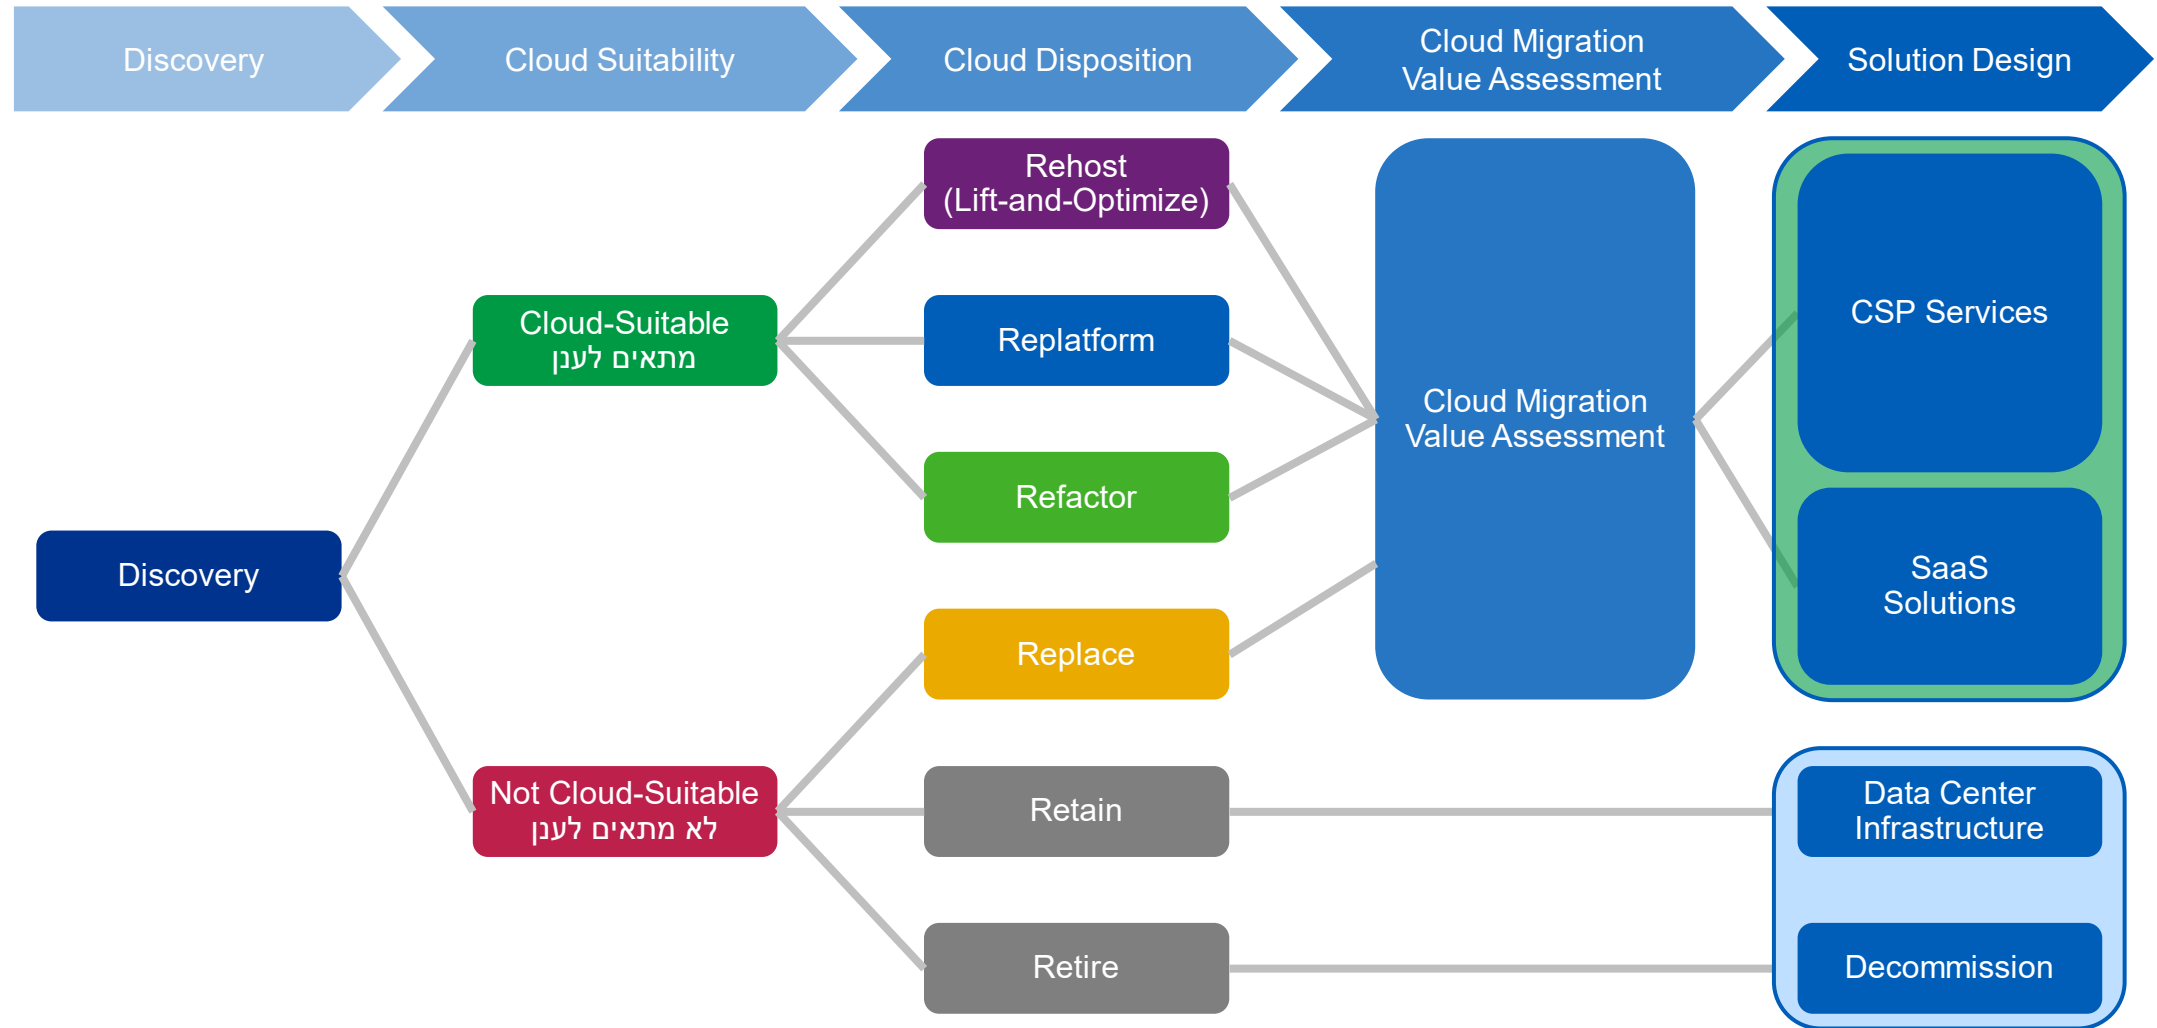 Discovery
Cloud Suitability
Cloud Disposition
Cloud Migration
Value Assessment
Solution Design
Discovery
Cloud-Suitable
מתאים לענן
Not Cloud-Suitable
לא מתאים לענן
Rehost
(Lift-and-Optimize)
Replatform
Refactor
Replace
Retain
Retire
Cloud Migration
Value Assessment
CSP Services
SaaS
Solutions
Data Center
Infrastructure
Decommission